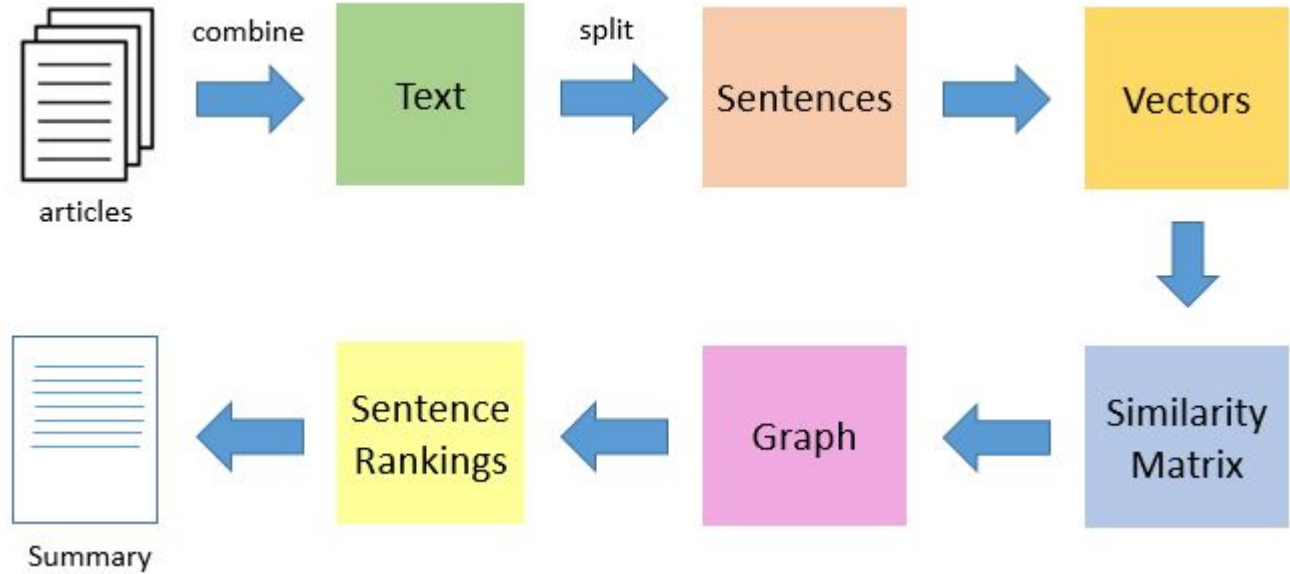 combine
split
Text
Sentences
Vectors
articles
Similarity
Matrix
Graph
Sentence
Rankings
Summary